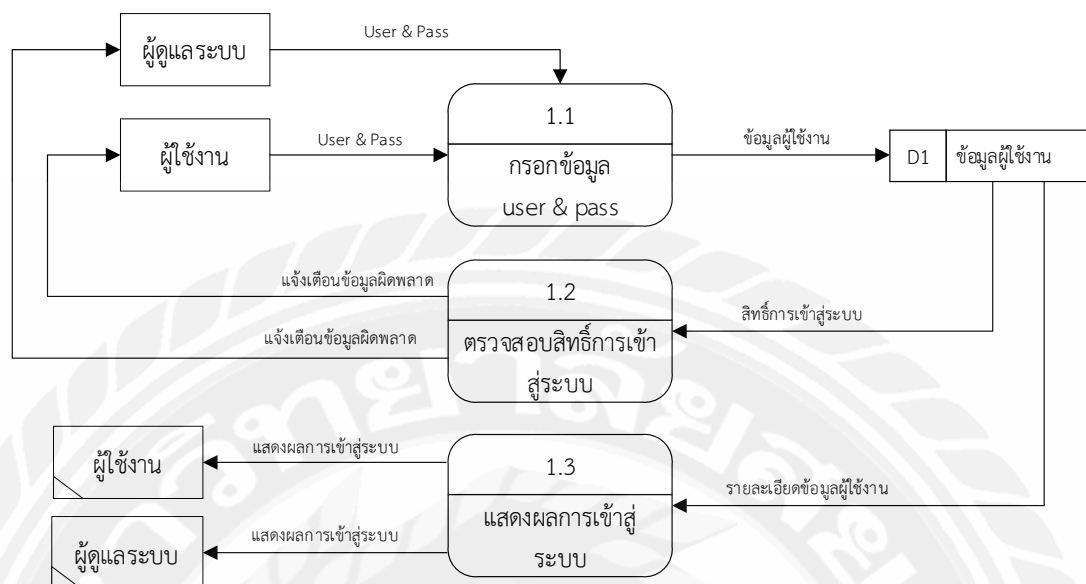 ผู้ดูแลระบบ
User & Pass
1.1
กรอกข้อมูล
user & pass
ผู้ใช้งาน
User & Pass
ข้อมูลผู้ใช้งาน
D1
ข้อมูลผู้ใช้งาน
แจ้งเตือนข้อมูลผิดพลาด
แจ้งเตือนข้อมูลผิดพลาด
1.2
ตรวจสอบสิทธิ์การเข้า
สู่ระบบ
สิทธิ์การเข้าสู่ระบบ
ผู้ใช้งาน
แสดงผลการเข้าสู่ระบบ
1.3
แสดงผลการเข้าสู่
ระบบ
รายละเอียดข้อมูลผู้ใช้งาน
ผู้ดูแลระบบ
แสดงผลการเข้าสู่ระบบ